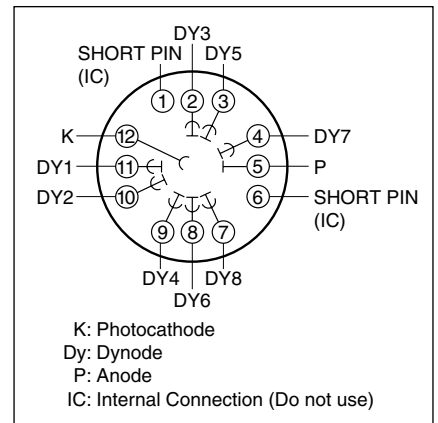 DY3
SHORT PIN DY5
(IC)
1 2 3
K 12 4 DY7
DY1 11 5 P
DY2 10 6 SHORT PIN
(IC)
9 8 7
DY4 DY8
DY6
K: Photocathode
Dy: Dynode
P: Anode
IC: Internal Connection (Do not use)